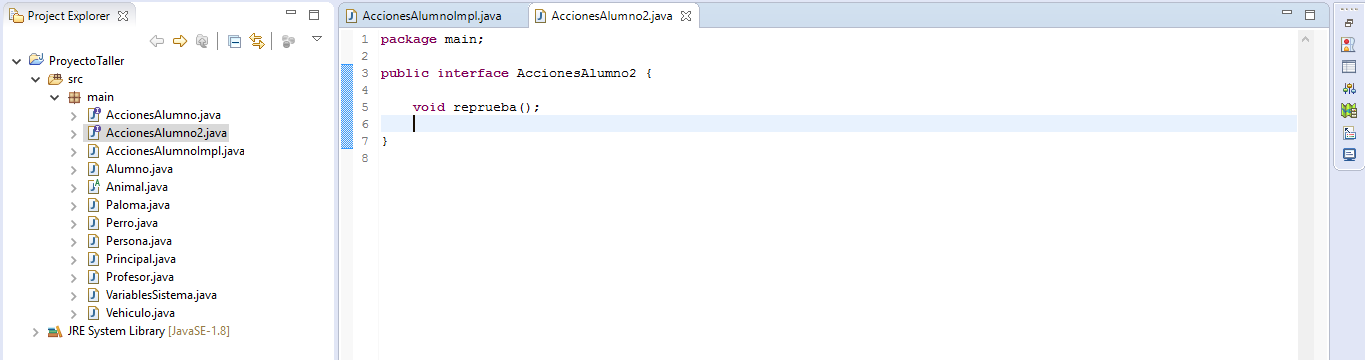 Project Explorer
ProyectoTaller
src
main
AccionesAlumno.java
AccionesAlumno2.java
AccionesAlumnoImpl.java
Alumno.java
Animal.java
Paloma.java
Perro.java
Persona.java
Principal.java
Profesor.java
VariablesSistema.java
Vehiculo.java
JRE System Library [JavaSE-1.8]
AccionesAlumnoImpl.java AccionesAlumno2.java
1 package main;
2
3 public interface AccionesAlumno2 {
4
5 void reprueba();
6
7 }
8